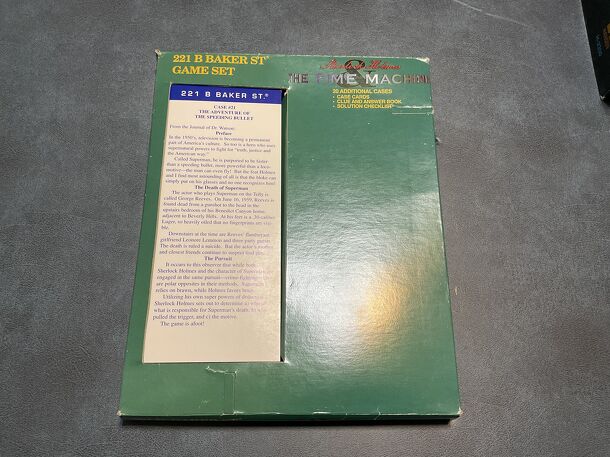 221 B BAKER ST.®
GAME SET
Sherlock Holmes
&
THE TIME MACHINE
20 ADDITIONAL CASES
• CASE CARDS
• CLUE AND ANSWER BOOK
• SOLUTION CHECKLIST
221 B BAKER ST.®
CASE #21
THE ADVENTURE OF
THE SPEEDING BULLET
From the Journal of Dr. Watson:
Preface
In the 1950's, television is becoming a permanent
part of America's culture. So too is a hero who uses
supernatural powers to fight for "truth, justice and
the American way."
Called Superman, he is purported to be faster
than a speeding bullet, more powerful than a loco-
motive—the man can even fly! But the feat Holmes
and I find most astounding of all is that the bloke can
simply put on his glasses and no one recognizes him!
The Death of Superman
The actor who plays Superman on the Telly is
called George Reeves. On June 16, 1959, Reeves is
found dead from a gunshot to the head in the
upstairs bedroom of his Benedict Canyon home,
adjacent to Beverly Hills. At his feet is a .30-caliber
Luger, so heavily oiled that no fingerprints are visi-
ble.
Downstairs at the time are Reeves' flamboyant
girlfriend Leonore Lemmon and three party guests.
The death is ruled a suicide. But the actor's mother
and closest friends continue to suspect foul play.
The Pursuit
It occurs to this observer that while both
Sherlock Holmes and the character of Superman
engaged in the same pursuit—crime fighting
are polar opposites in their methods. Superman
relies on brawn, while Holmes favors brain.
Utilizing his own super powers of deduction
Sherlock Holmes sets out to determine a) who or
what is responsible for Superman's death, b) who
pulled the trigger, and c) the motive.
The game is afoot!